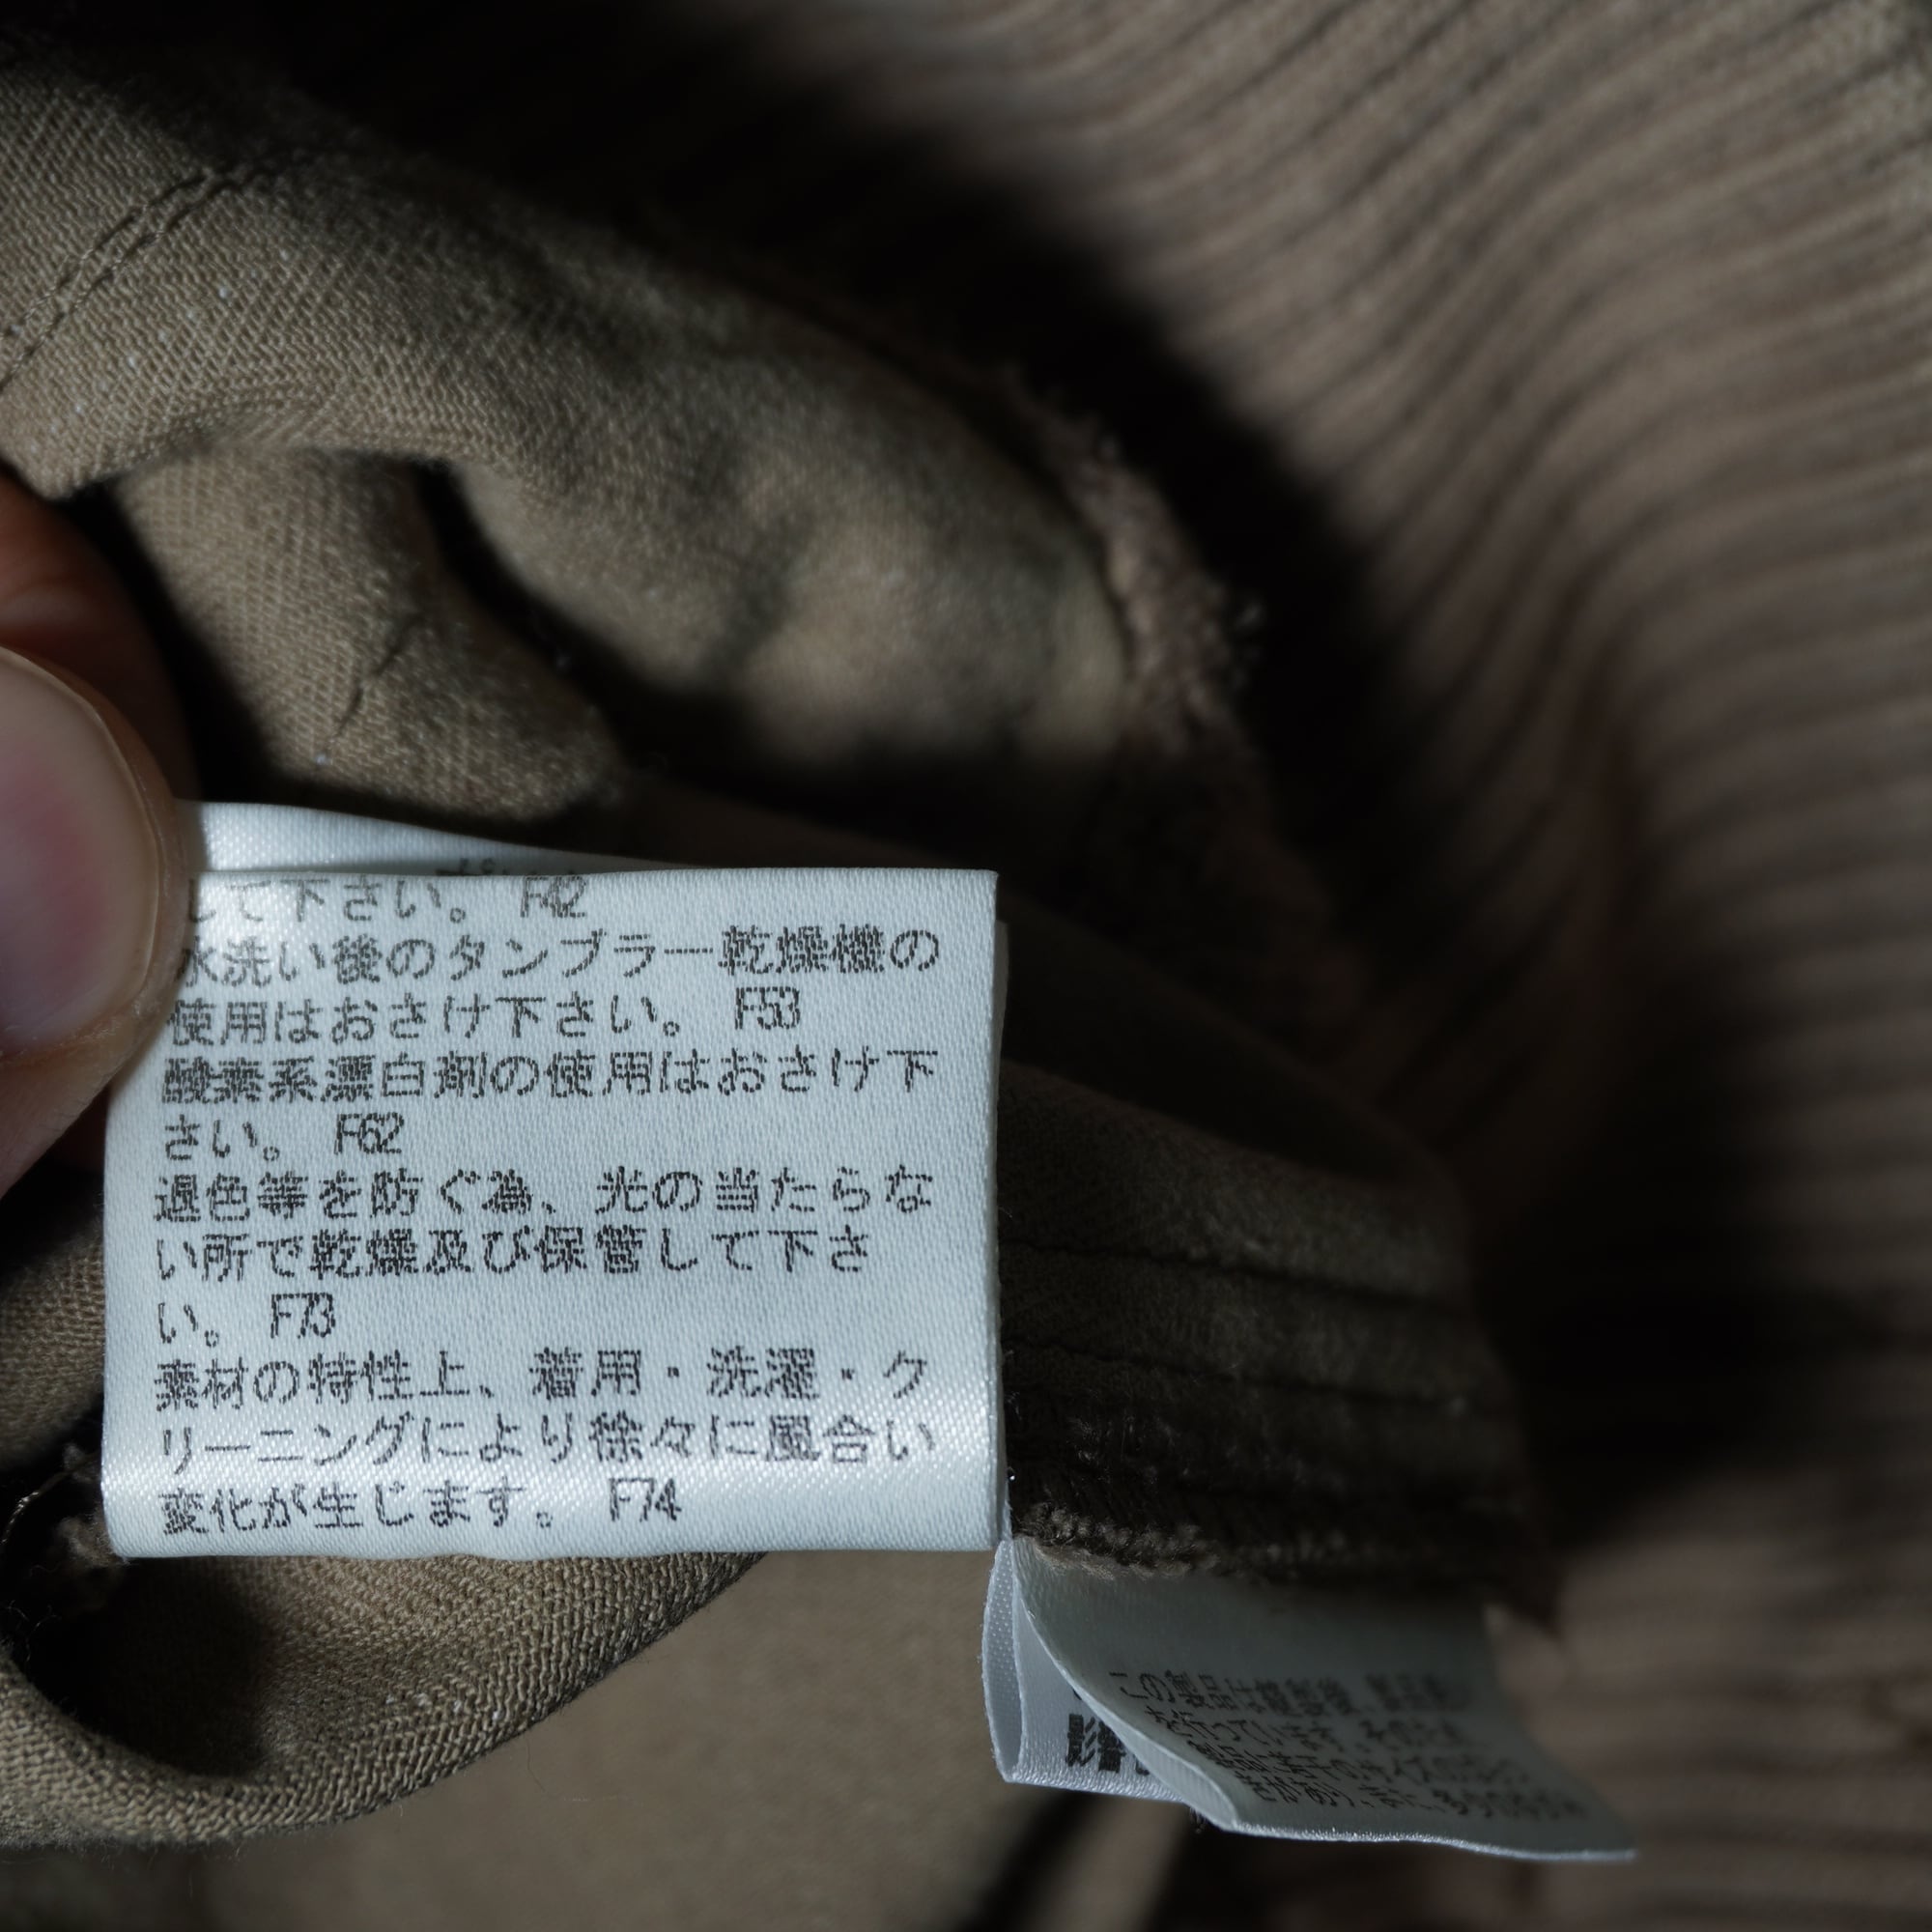 して下さい。 F42
水洗い後のタンブラー乾燥機の
使用はおさけ下さい。 F53
酸素系漂白剤の使用はおさけ下
さい。 F62
退色等を防ぐ為、光の当たらな
い所で乾燥及び保管して下さ
い。 F73
素材の特性上、着用・洗濯・ク
リーニングにより徐々に風合い
変化が生じます。 F74
この製品は